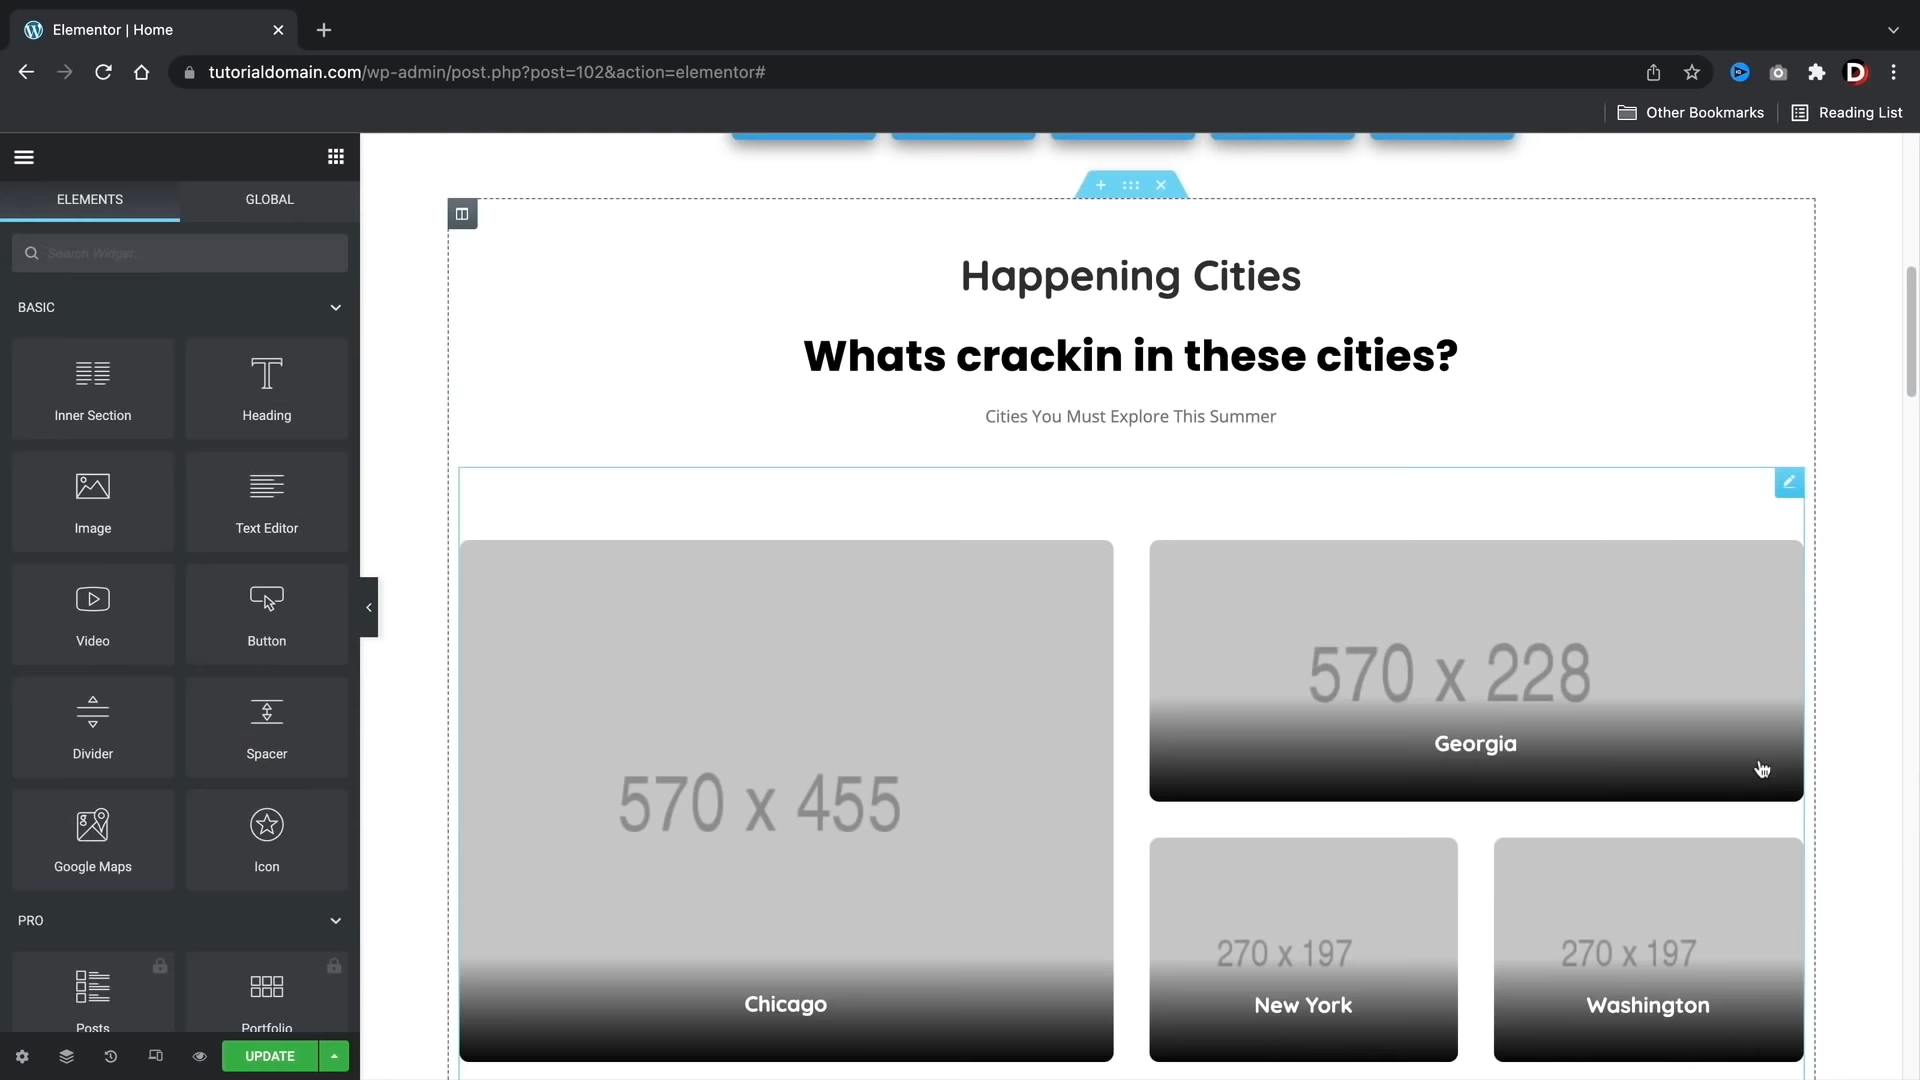 Elementor | Home
tutorialdomain.com/wp-admin/post.php?post=102&action=elementor#
Other Bookmarks
Reading List
ELEMENTS
GLOBAL
Search Widget...
BASIC
Inner Section
Heading
Image
Text Editor
Video
Button
Divider
Spacer
Google Maps
Icon
PRO
Posts
Portfolio
UPDATE
Happening Cities
Whats crackin in these cities?
Cities You Must Explore This Summer
570 x 455
Chicago
570 x 228
Georgia
270 x 197
New York
270 x 197
Washington